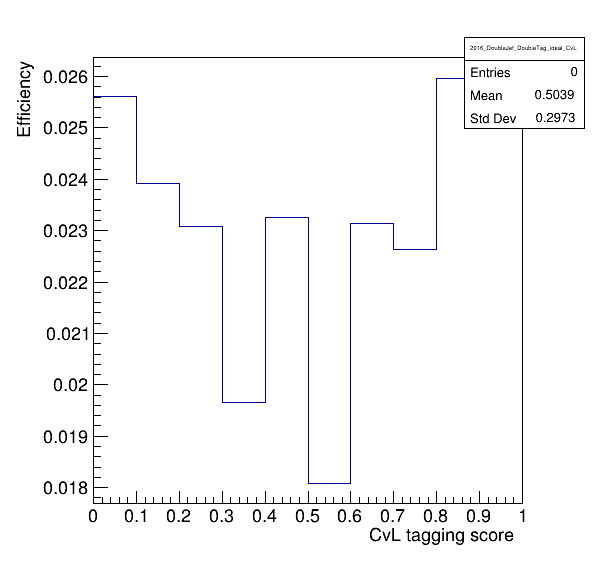 2016_DoubleJet_DoubleTag_ideal_CvL
Entries 0
Mean 0.5039
Std Dev 0.2973
Efficiency
0.026
0.025
0.024
0.023
0.022
0.021
0.02
0.019
0.018
0 0.1 0.2 0.3 0.4 0.5 0.6 0.7 0.8 0.9 1
CvL tagging score